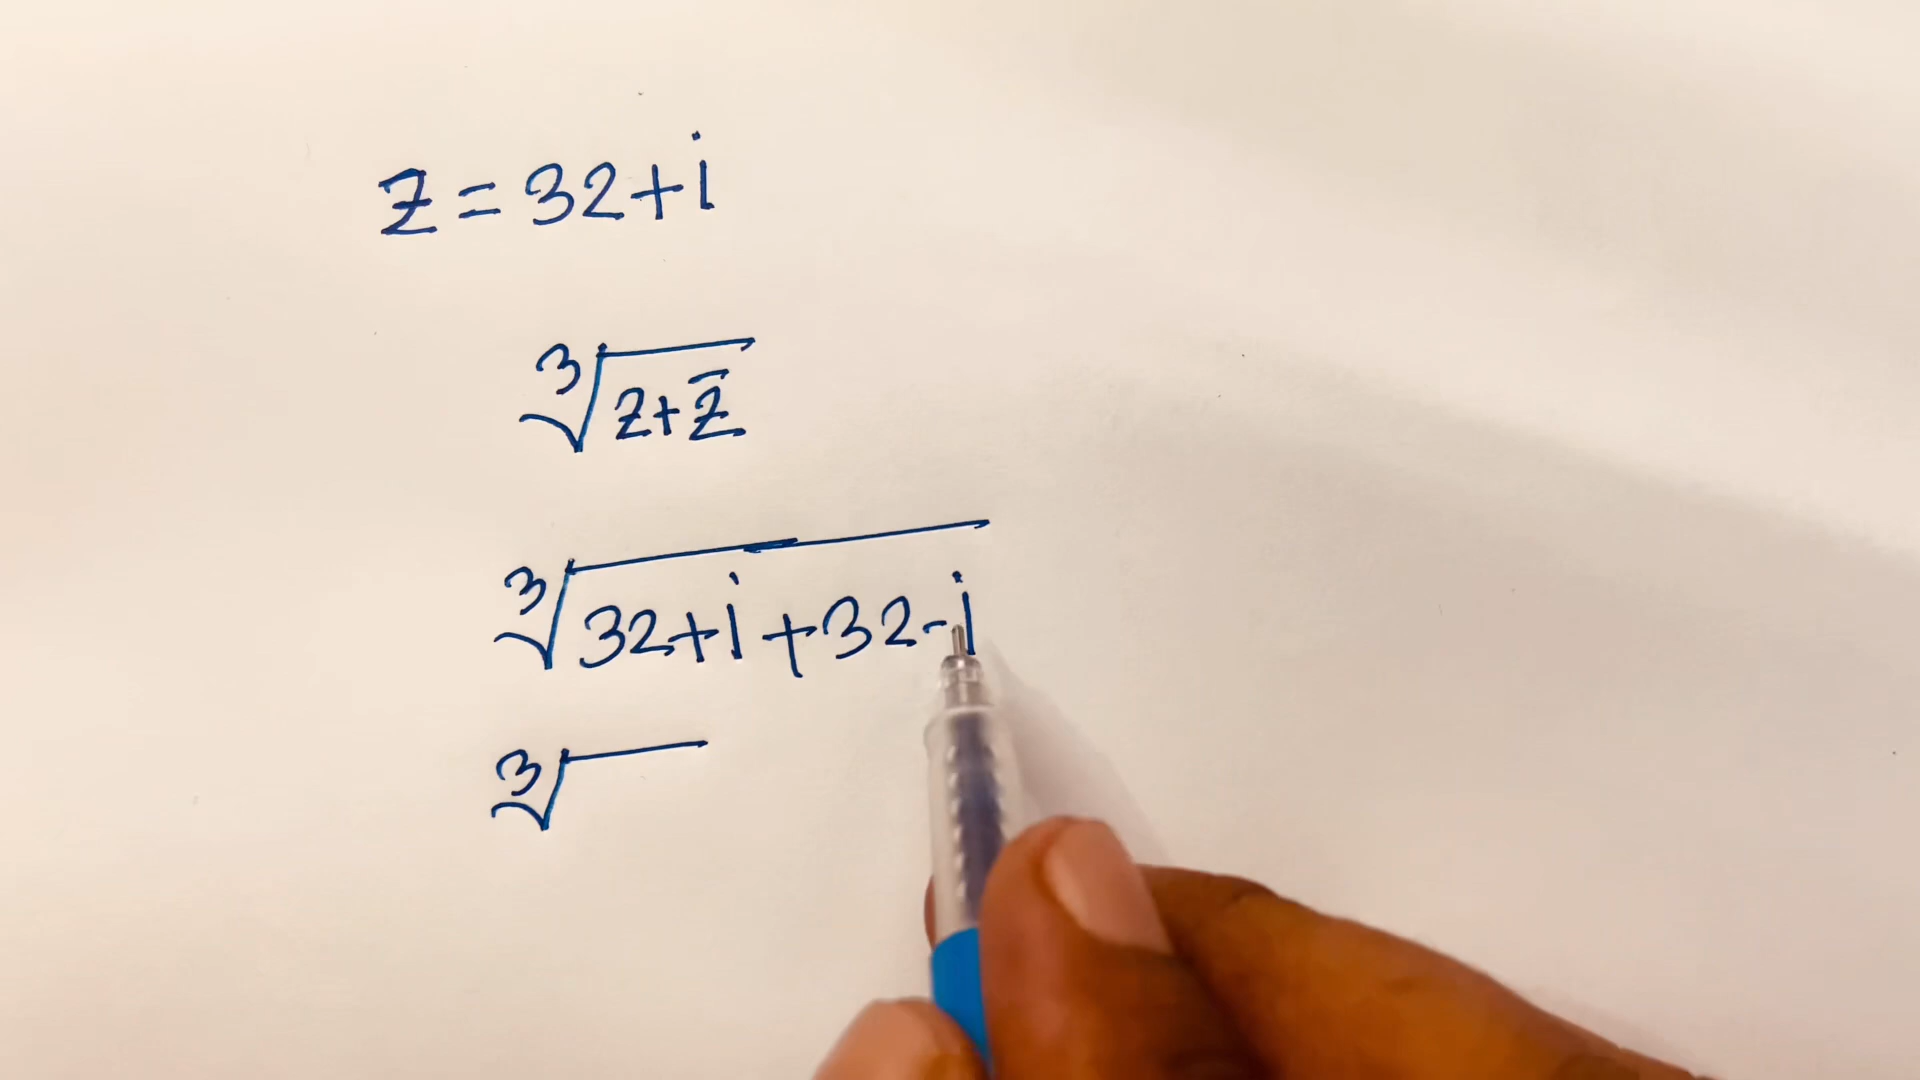 z = 32 + i
∛(z + z̄)
∛(32 + i + 32 - i)
∛